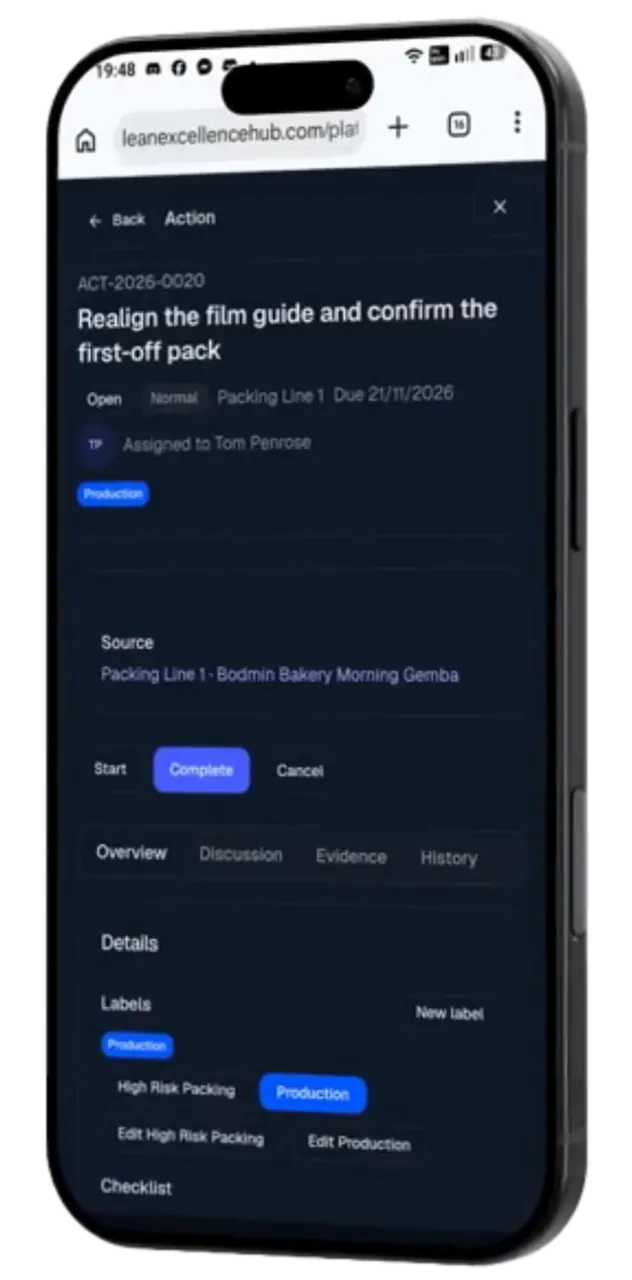 19:48
leanexcellencehub.com/plat
16
← Back Action ×
ACT-2026-0020
Realign the film guide and confirm the
first-off pack
Open Normal Packing Line 1 Due 21/11/2026
TP Assigned to Tom Penrose
Production
Source
Packing Line 1 · Bodmin Bakery Morning Gemba
Start Complete Cancel
Overview Discussion Evidence History
Details
Labels New label
Production
High Risk Packing Production
Edit High Risk Packing Edit Production
Checklist